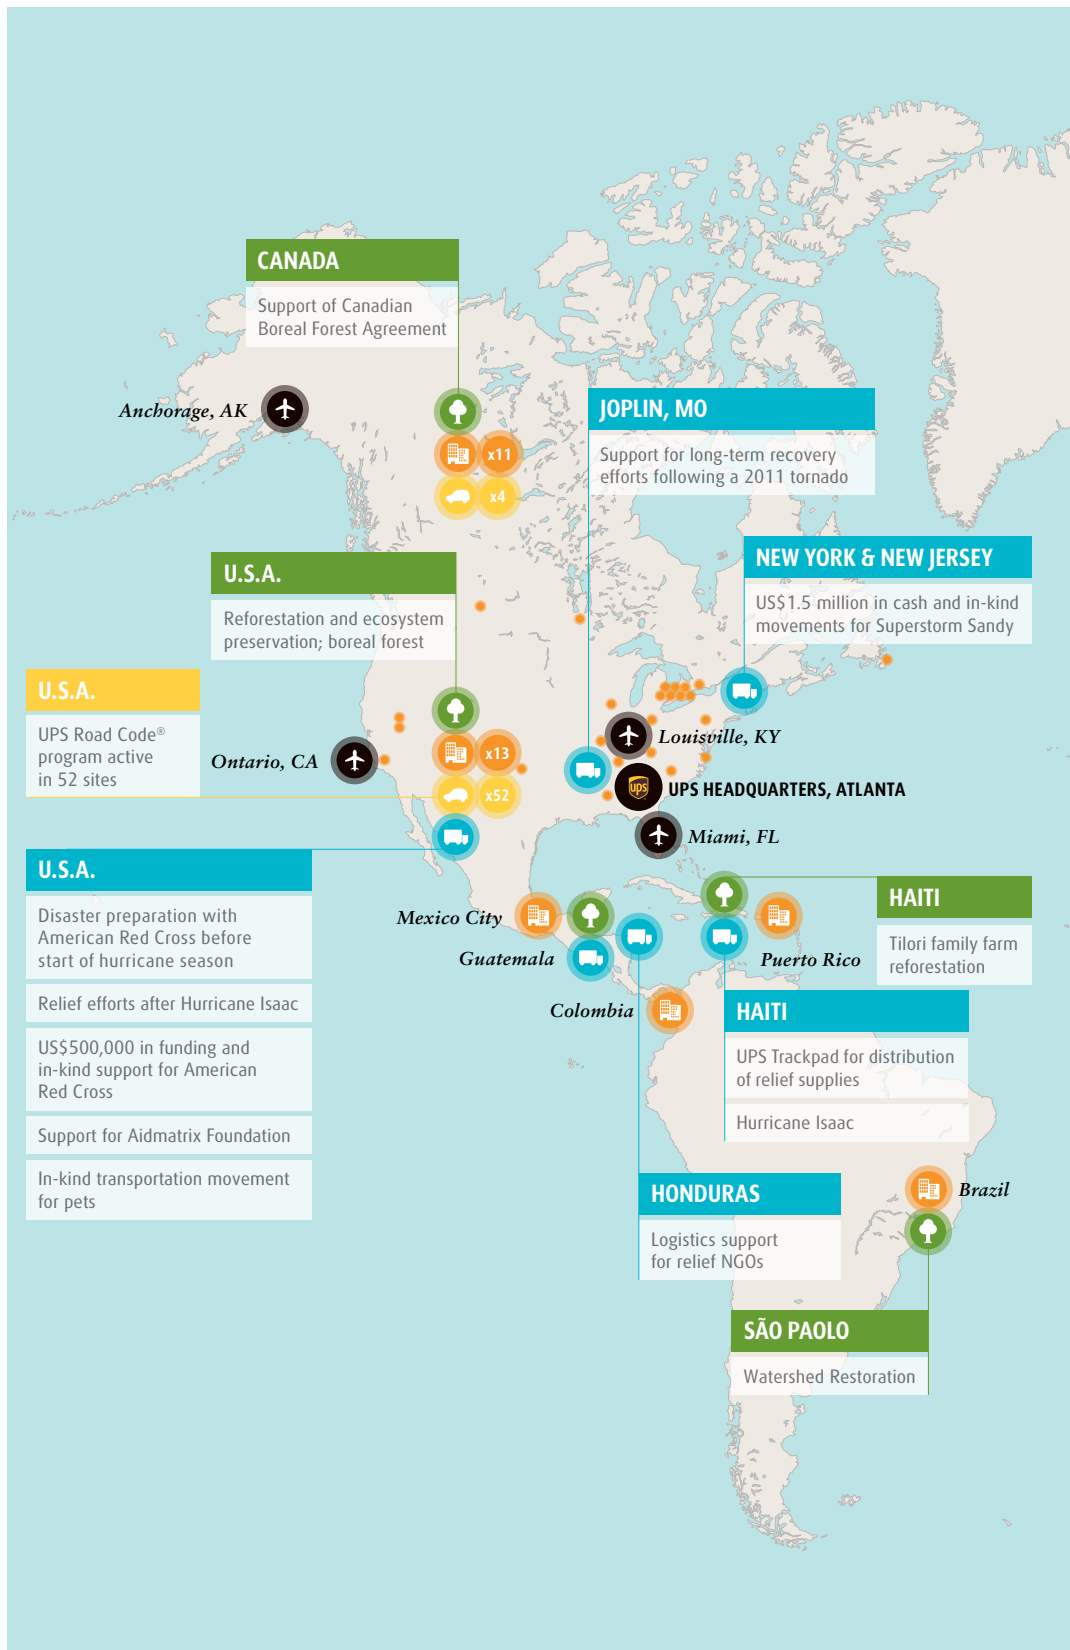 CANADA
Support of Canadian
Boreal Forest Agreement
Anchorage, AK
x11
x4
JOPLIN, MO
Support for long-term recovery
efforts following a 2011 tornado
NEW YORK & NEW JERSEY
US$1.5 million in cash and in-kind
movements for Superstorm Sandy
U.S.A.
Reforestation and ecosystem
preservation; boreal forest
U.S.A.
UPS Road Code®
program active
in 52 sites
Ontario, CA
x13
x52
Louisville, KY
ups
UPS HEADQUARTERS, ATLANTA
Miami, FL
U.S.A.
Disaster preparation with
American Red Cross before
start of hurricane season
Relief efforts after Hurricane Isaac
US$500,000 in funding and
in-kind support for American
Red Cross
Support for Aidmatrix Foundation
In-kind transportation movement
for pets
Mexico City
Guatemala
Colombia
Puerto Rico
HAITI
Tilori family farm
reforestation
HAITI
UPS Trackpad for distribution
of relief supplies
Hurricane Isaac
HONDURAS
Logistics support
for relief NGOs
Brazil
SÃO PAOLO
Watershed Restoration